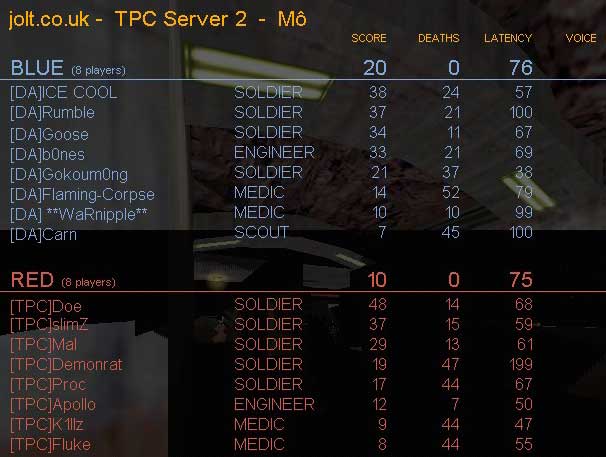 jolt.co.uk - TPC Server 2 - Mô
SCORE DEATHS LATENCY VOICE
BLUE (8 players) 20 0 76
[DA]ICE COOL SOLDIER 38 24 57
[DA]Rumble SOLDIER 37 21 100
[DA]Goose SOLDIER 34 11 67
[DA]b0nes ENGINEER 33 21 69
[DA]Gokoum0ng SOLDIER 21 37 38
[DA]Flaming-Corpse MEDIC 14 52 79
[DA] **WaRnipple** MEDIC 10 10 99
[DA]Carn SCOUT 7 45 100
RED (8 players) 10 0 75
[TPC]Doe SOLDIER 48 14 68
[TPC]slimZ SOLDIER 37 15 59
[TPC]Mal SOLDIER 29 13 61
[TPC]Demonrat SOLDIER 19 47 199
[TPC]Proc SOLDIER 17 44 67
[TPC]Apollo ENGINEER 12 7 50
[TPC]K1llz MEDIC 9 44 47
[TPC]Fluke MEDIC 8 44 55